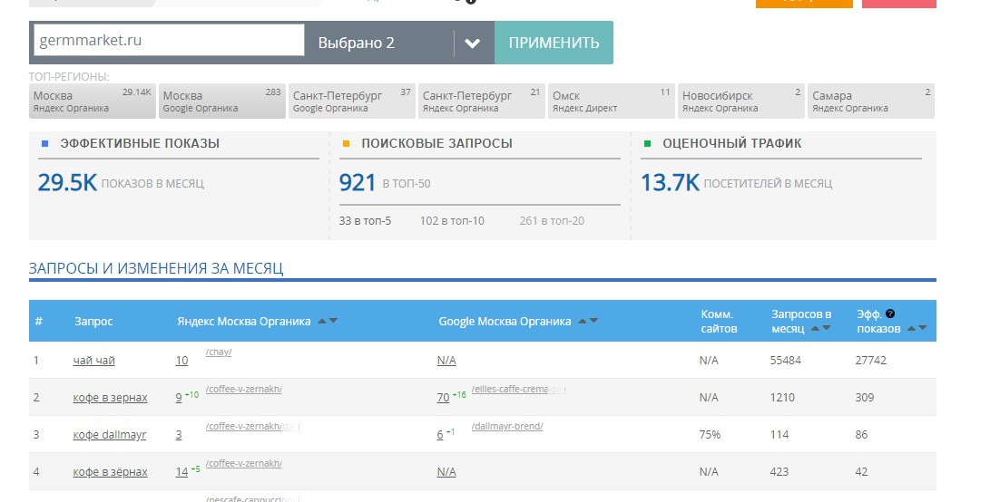 germmarket.ru
Выбрано 2
ПРИМЕНИТЬ
ТОП-РЕГИОНЫ:
Москва 29.14K
Яндекс Органика
Москва 283
Google Органика
Санкт-Петербург 37
Google Органика
Санкт-Петербург 21
Яндекс Органика
Омск 11
Яндекс Директ
Новосибирск 2
Яндекс Органика
Самара 2
Яндекс Органика
ЭФФЕКТИВНЫЕ ПОКАЗЫ
29.5K ПОКАЗОВ В МЕСЯЦ
ПОИСКОВЫЕ ЗАПРОСЫ
921 В ТОП-50
33 в топ-5 102 в топ-10 261 в топ-20
ОЦЕНОЧНЫЙ ТРАФИК
13.7K ПОСЕТИТЕЛЕЙ В МЕСЯЦ
ЗАПРОСЫ И ИЗМЕНЕНИЯ ЗА МЕСЯЦ
# Запрос Яндекс Москва Органика Google Москва Органика Комм. сайтов Запросов в месяц Эфф. показов
1 чай чай 10 /chay/ N/A N/A 55484 27742
2 кофе в зернах 9 +10 /coffee-v-zernakh/ 70 +16 /eilles-caffe-crema- N/A 1210 309
3 кофе dallmayr 3 /coffee-v-zernakh/ 6 +1 /dallmayr-brend/ 75% 114 86
4 кофе в зёрнах 14 +5 /coffee-v-zernakh/ N/A N/A 423 42